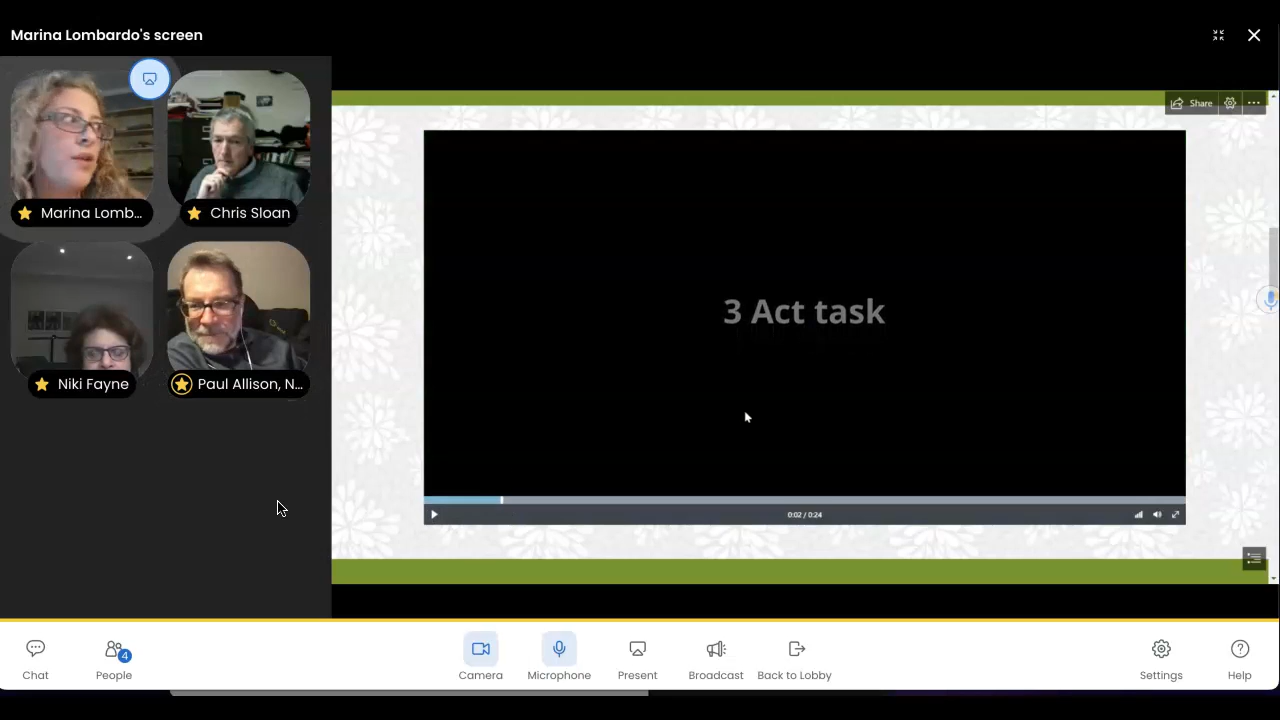 Marina Lombardo's screen
Marina Lomb...
Chris Sloan
Niki Fayne
Paul Allison, N...
Share
3 Act task
0:02 / 0:24
Chat
4
People
Camera
Microphone
Present
Broadcast
Back to Lobby
Settings
Help